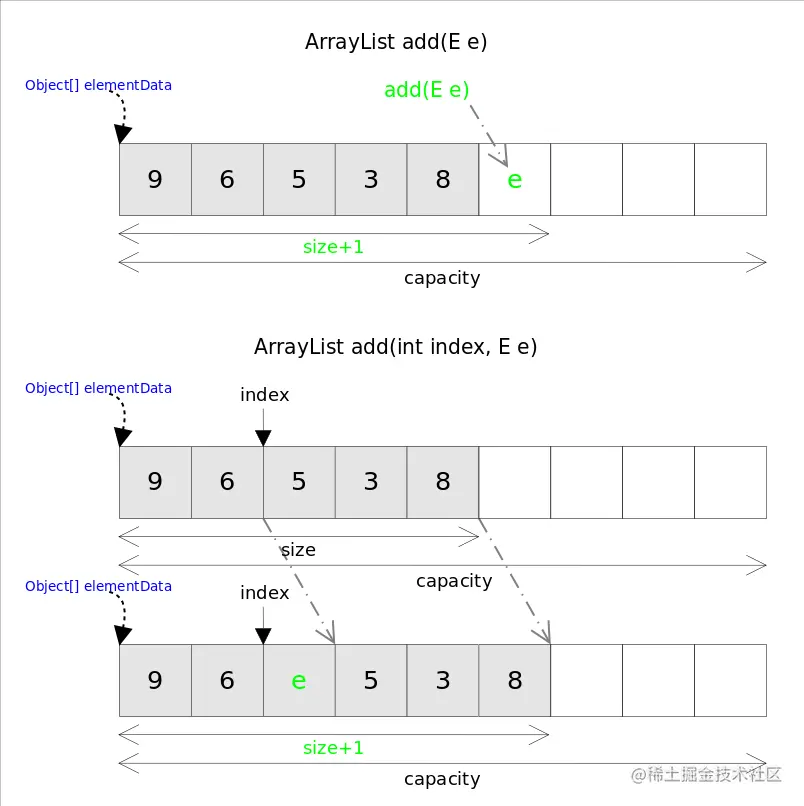 ArrayList add(E e)
Object[] elementData
add(E e)
9 6 5 3 8 e
size+1
capacity
ArrayList add(int index, E e)
Object[] elementData
index
9 6 5 3 8
size
capacity
Object[] elementData
index
9 6 e 5 3 8
size+1
capacity
@稀土掘金技术社区